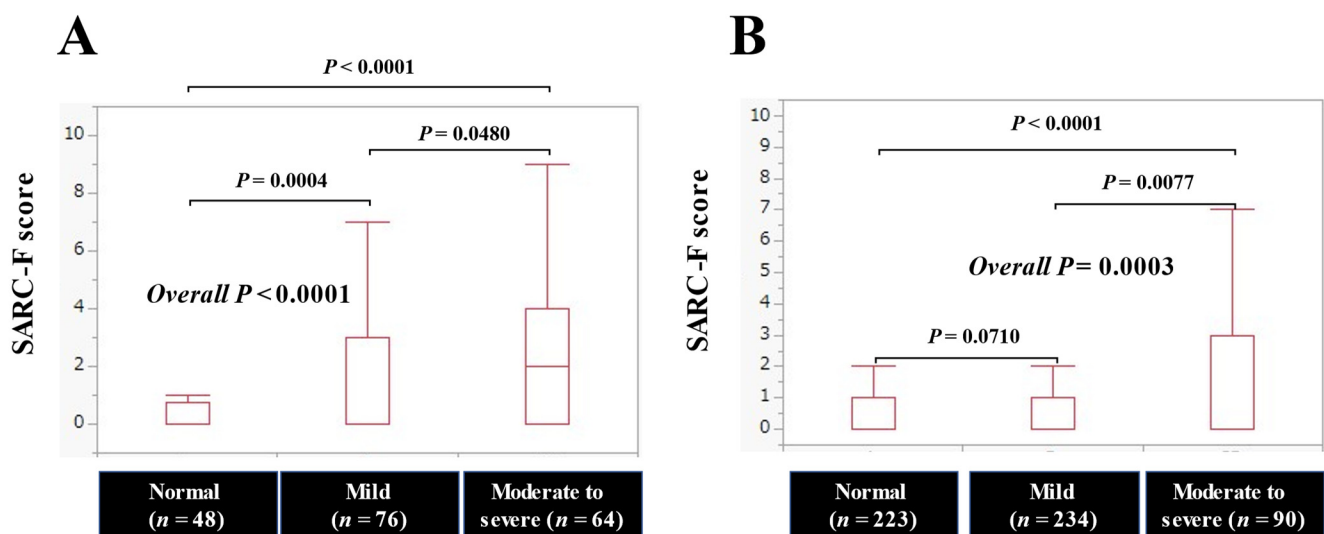 A
P < 0.0001
P = 0.0480
P = 0.0004
Overall P < 0.0001
SARC-F score
10
8
6
4
2
0
Normal
(n = 48)
Mild
(n = 76)
Moderate to
severe (n = 64)
B
P < 0.0001
P = 0.0077
Overall P = 0.0003
P = 0.0710
SARC-F score
10
9
8
7
6
5
4
3
2
1
0
Normal
(n = 223)
Mild
(n = 234)
Moderate to
severe (n = 90)